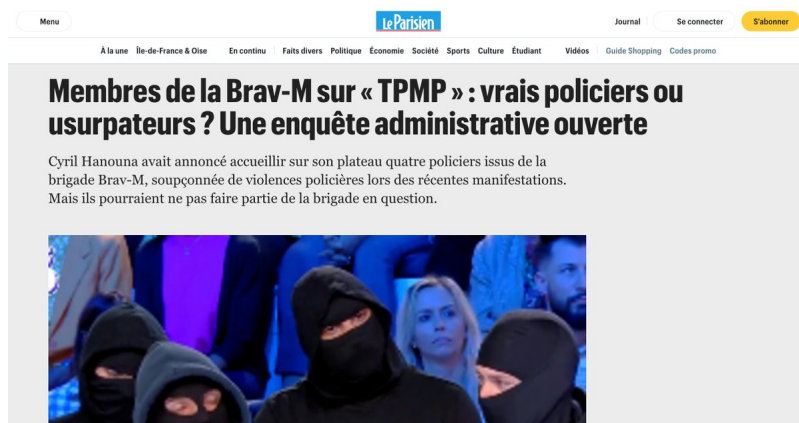 Menu
Le Parisien
Journal
Se connecter
S'abonner
À la une
Île-de-France & Oise
En continu
Faits divers
Politique
Économie
Société
Sports
Culture
Étudiant
Vidéos
Guide Shopping
Codes promo
Membres de la Brav-M sur « TPMP » : vrais policiers ou
usurpateurs ? Une enquête administrative ouverte
Cyril Hanouna avait annoncé accueillir sur son plateau quatre policiers issus de la
brigade Brav-M, soupçonnée de violences policières lors des récentes manifestations.
Mais ils pourraient ne pas faire partie de la brigade en question.